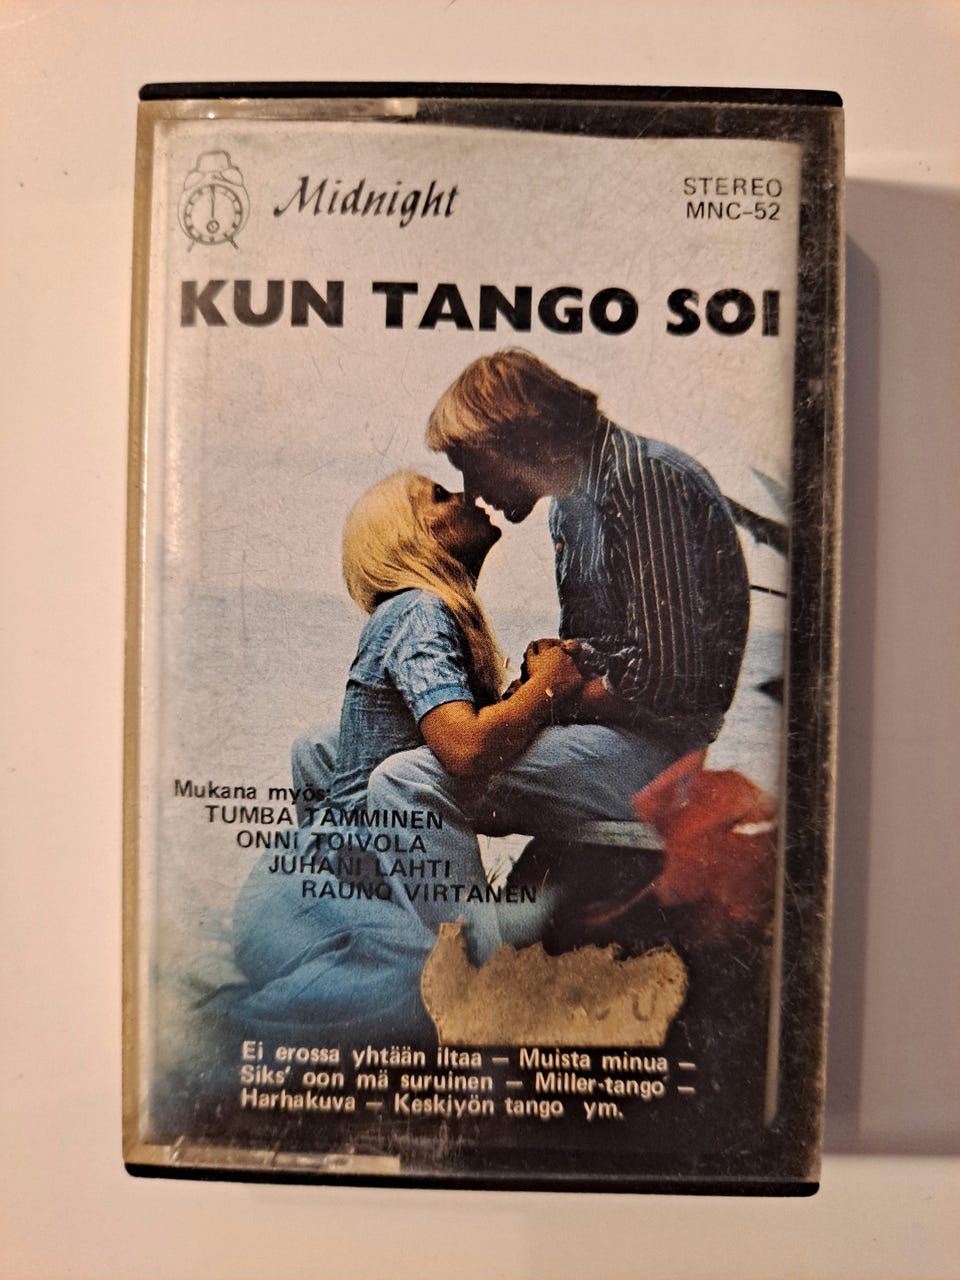 Midnight
STEREO
MNC-52
KUN TANGO SOI
Mukana myös:
TUMBA TAMMINEN
ONNI TOIVOLA
JUHANI LAHTI
RAUNO VIRTANEN
Ei erossa yhtään iltaa – Muista minua –
Siks' oon mä suruinen – Miller-tango –
Harhakuva – Keskiyön tango ym.